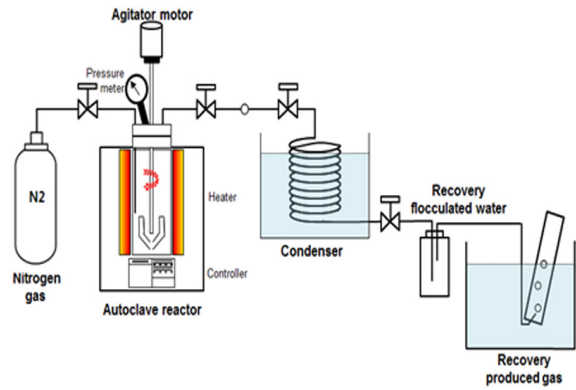 Agitator motor
Pressure
meter
N2
Nitrogen
gas
Heater
Controller
Autoclave reactor
Condenser
Recovery
flocculated water
Recovery
produced gas